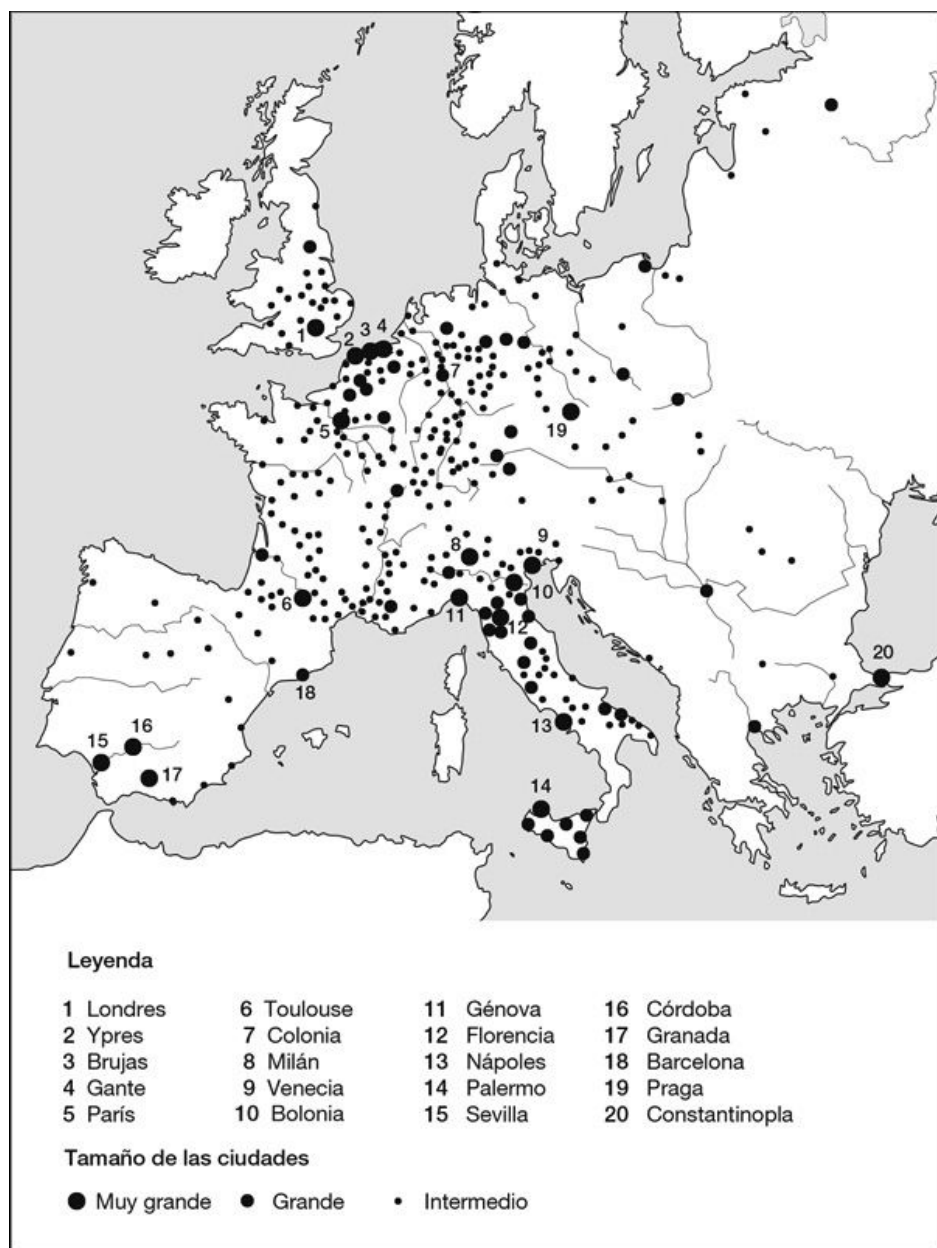 1
2
3
4
5
6
7
8
9
10
11
12
13
14
15
16
17
18
19
20
Leyenda
1 Londres
2 Ypres
3 Brujas
4 Gante
5 París
6 Toulouse
7 Colonia
8 Milán
9 Venecia
10 Bolonia
11 Génova
12 Florencia
13 Nápoles
14 Palermo
15 Sevilla
16 Córdoba
17 Granada
18 Barcelona
19 Praga
20 Constantinopla
Tamaño de las ciudades
Muy grande
Grande
Intermedio